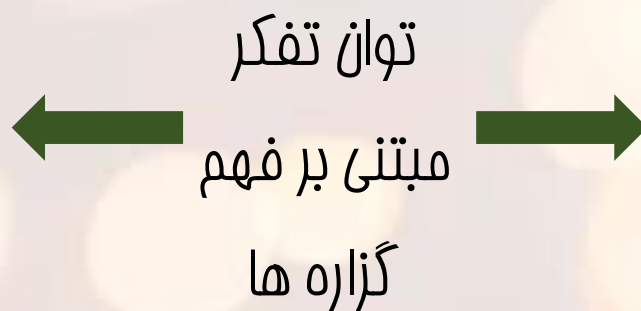 توان تفکر
مبتنی بر فهم
گزاره ها